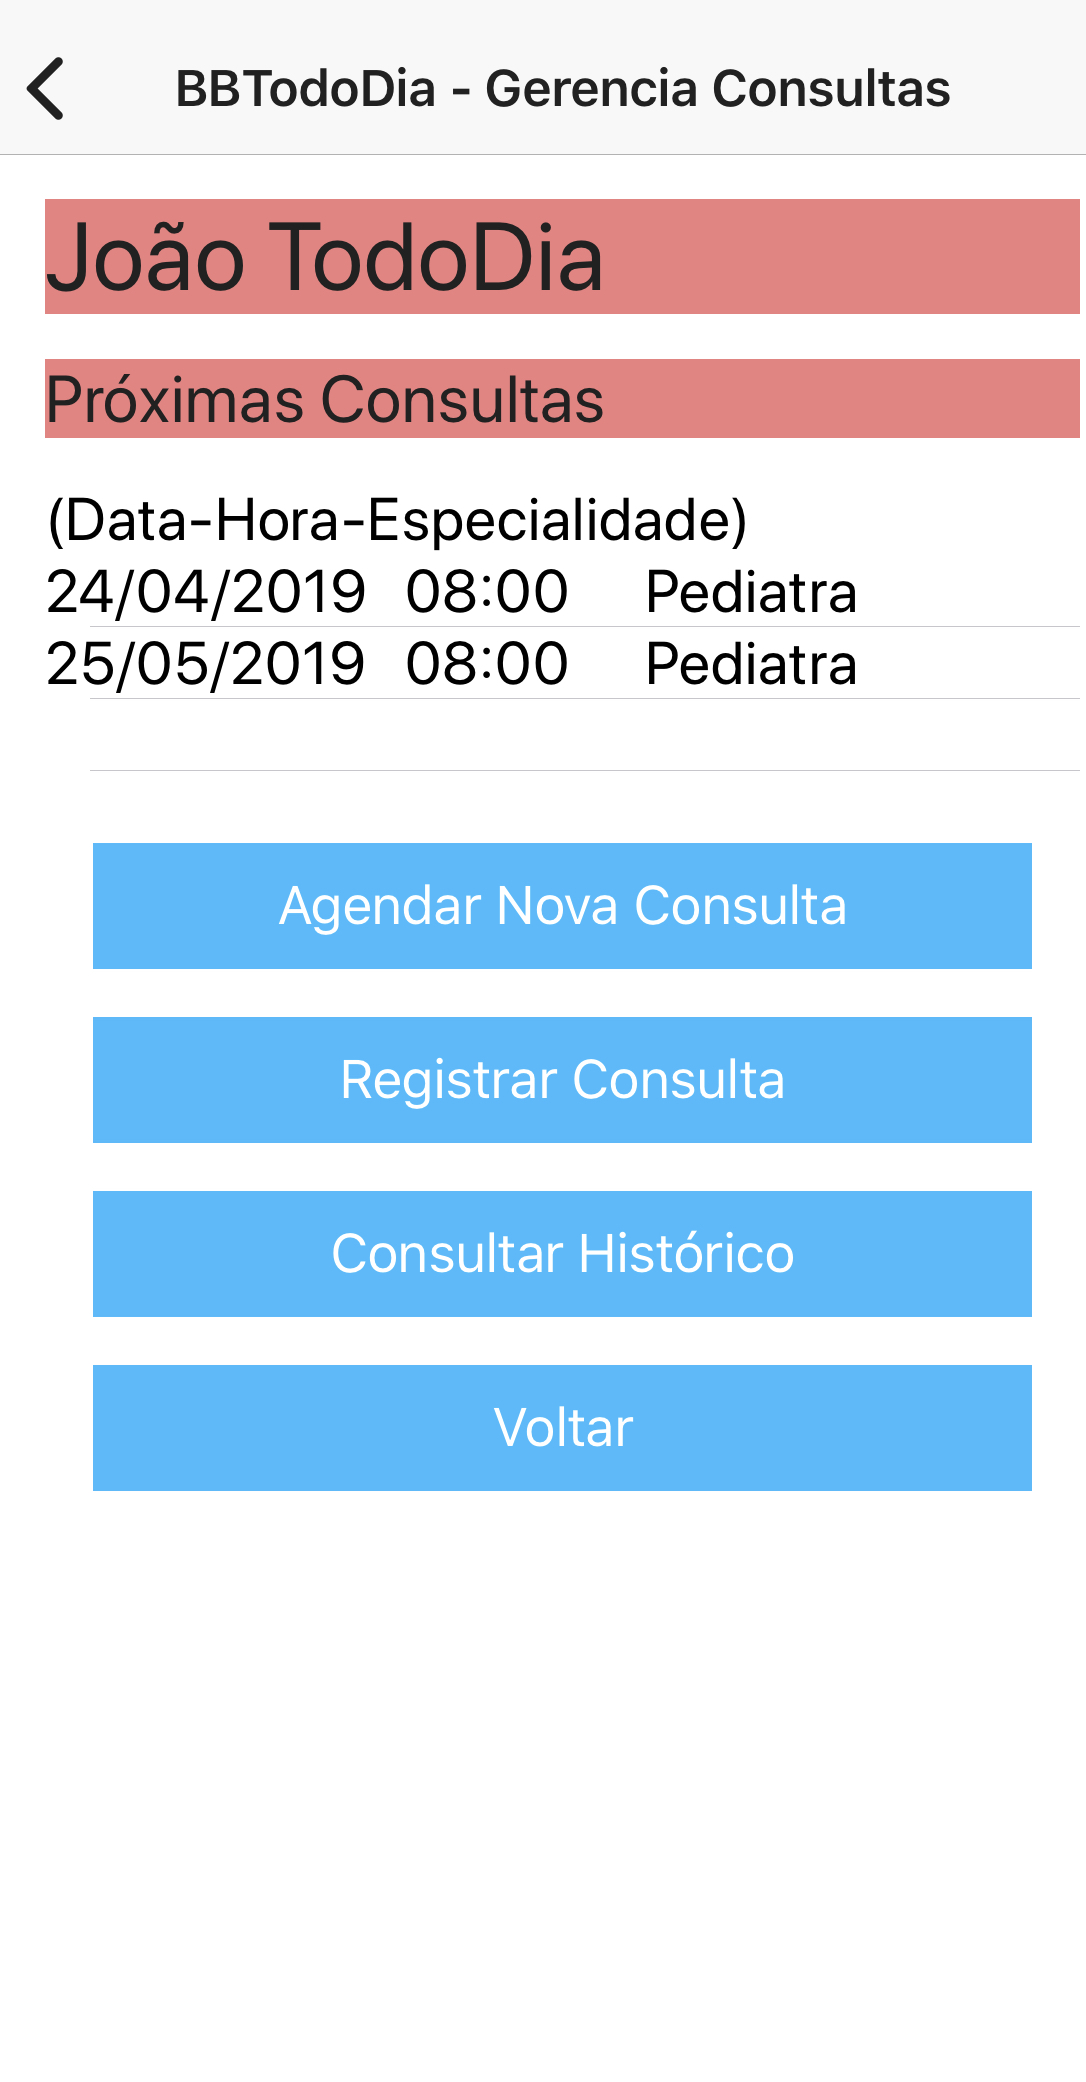 BBTodoDia - Gerencia Consultas
João TodoDia
Próximas Consultas
(Data-Hora-Especialidade)
24/04/2019 08:00 Pediatra
25/05/2019 08:00 Pediatra
Agendar Nova Consulta
Registrar Consulta
Consultar Histórico
Voltar